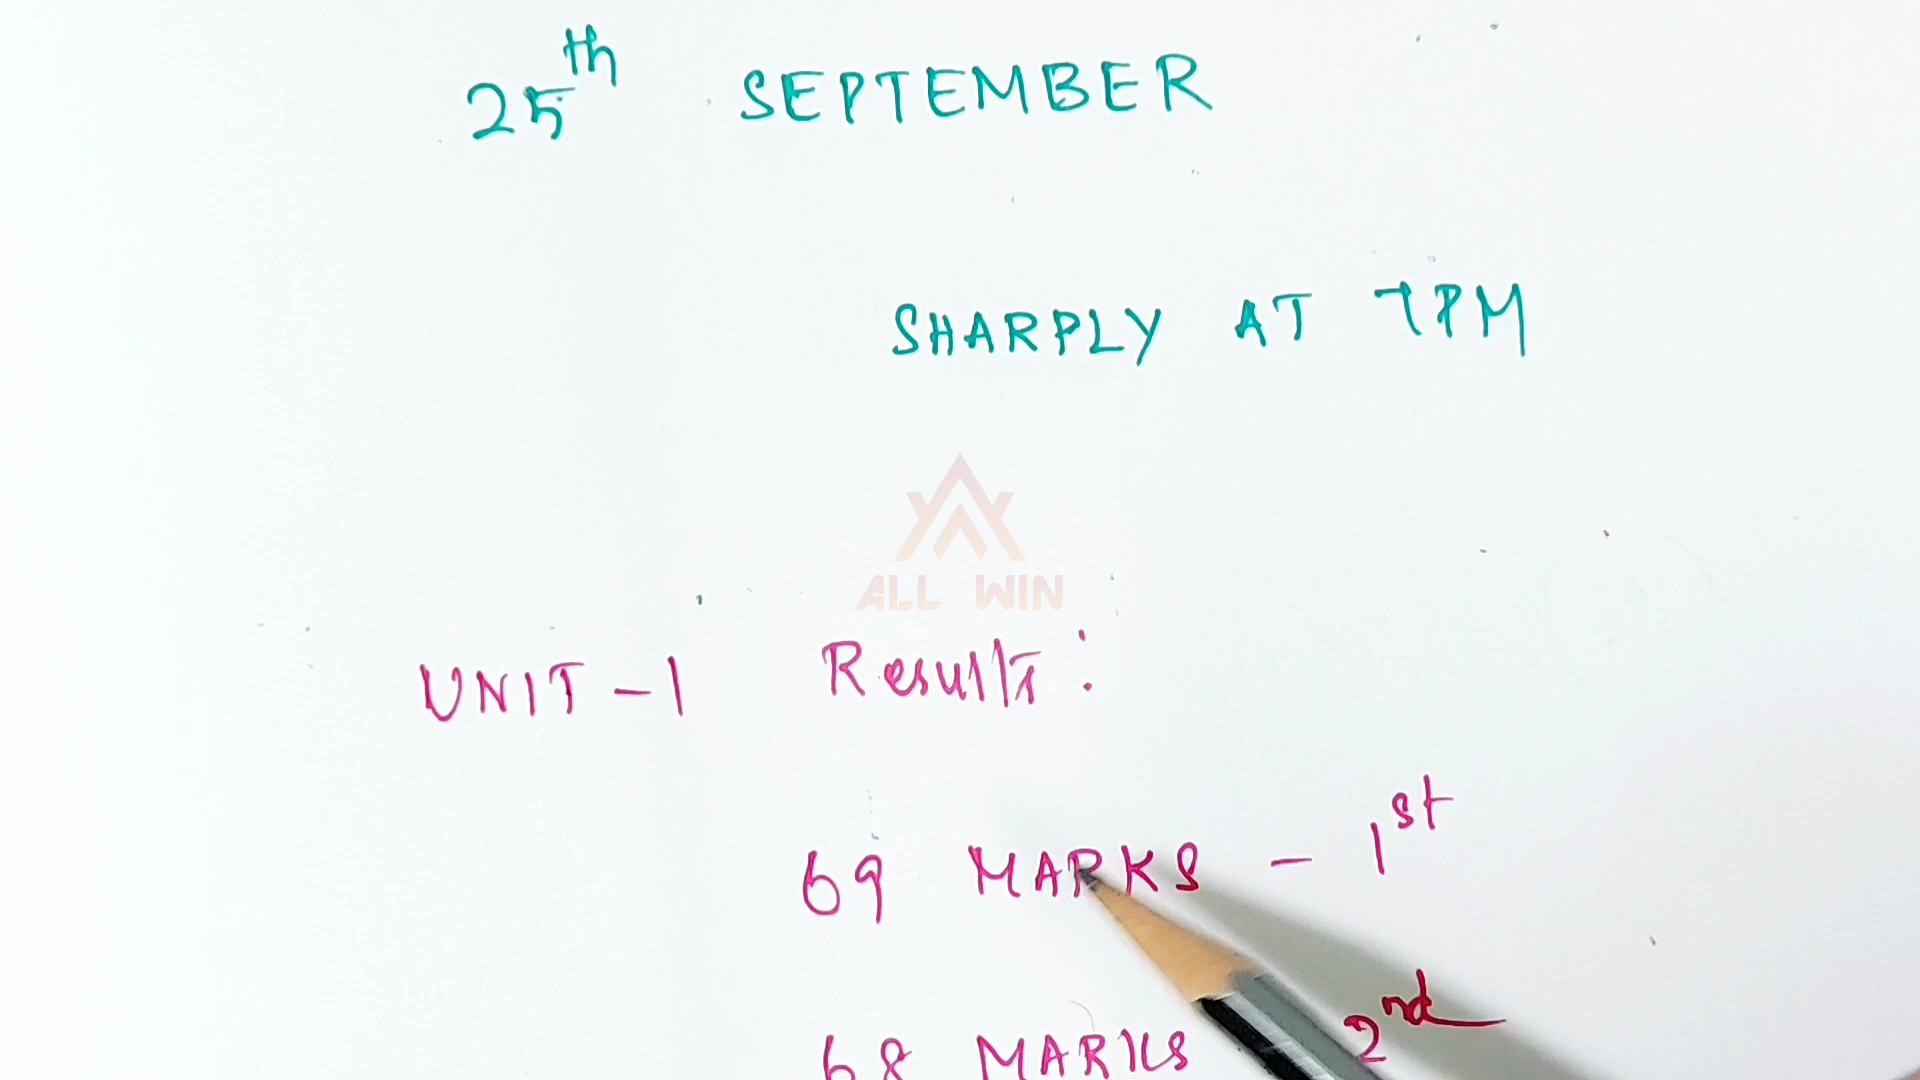 25th SEPTEMBER
SHARPLY AT 7PM
ALL WIN
UNIT-1 Results:
69 MARKS - 1st
68 MARKS 2nd